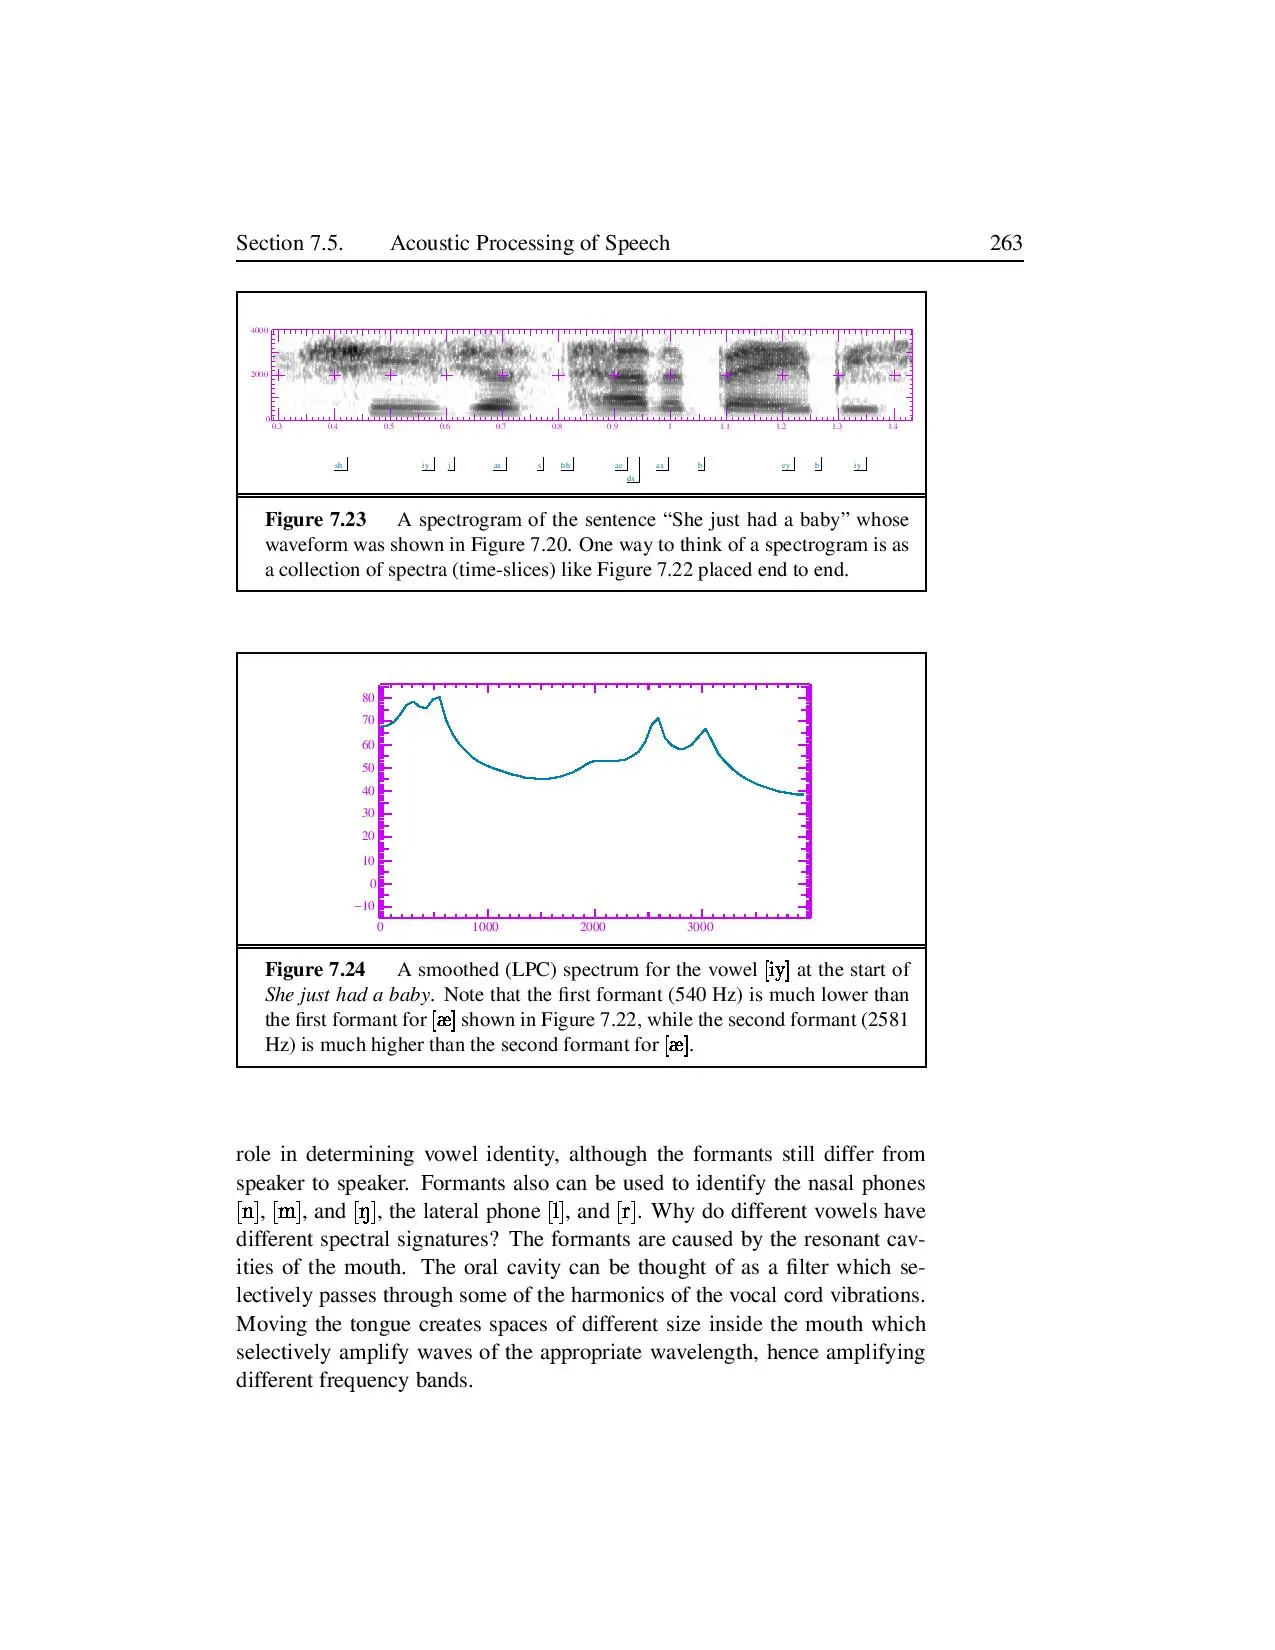 Section 7.5. Acoustic Processing of Speech 263
4000
2000
0
0.3 0.4 0.5 0.6 0.7 0.8 0.9 1 1.1 1.2 1.3 1.4
sh iy j ax s hh ae ax b ey b iy
dx
Figure 7.23 A spectrogram of the sentence “She just had a baby” whose
waveform was shown in Figure 7.20. One way to think of a spectrogram is as
a collection of spectra (time-slices) like Figure 7.22 placed end to end.
80
70
60
50
40
30
20
10
0
−10
0 1000 2000 3000
Figure 7.24 A smoothed (LPC) spectrum for the vowel [iy] at the start of
She just had a baby. Note that the first formant (540 Hz) is much lower than
the first formant for [æ] shown in Figure 7.22, while the second formant (2581
Hz) is much higher than the second formant for [æ].
role in determining vowel identity, although the formants still differ from
speaker to speaker. Formants also can be used to identify the nasal phones
[n], [m], and [ŋ], the lateral phone [l], and [r]. Why do different vowels have
different spectral signatures? The formants are caused by the resonant cav-
ities of the mouth. The oral cavity can be thought of as a filter which se-
lectively passes through some of the harmonics of the vocal cord vibrations.
Moving the tongue creates spaces of different size inside the mouth which
selectively amplify waves of the appropriate wavelength, hence amplifying
different frequency bands.